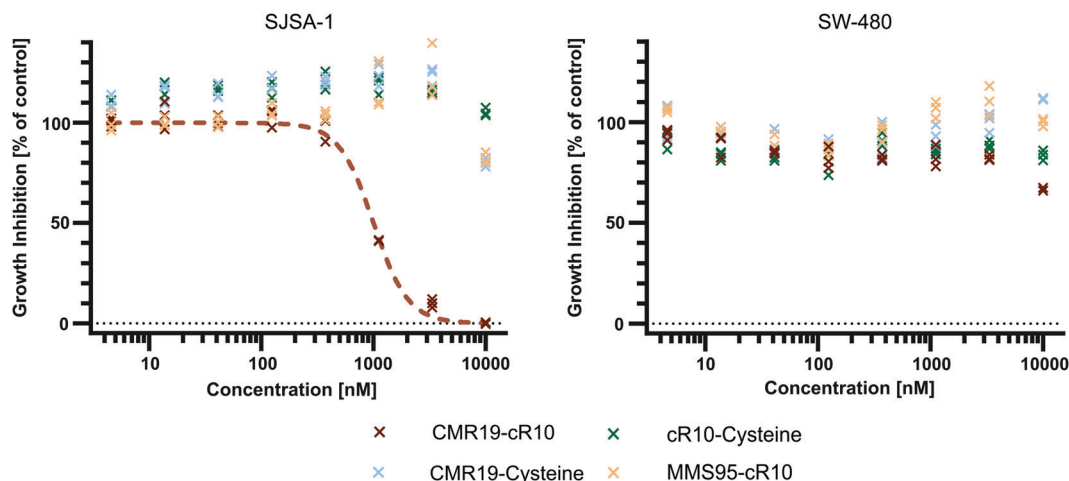 SJSA-1
Growth Inhibition [% of control]
100
50
0
10
100
1000
10000
Concentration [nM]
SW-480
Growth Inhibition [% of control]
100
50
0
10
100
1000
10000
Concentration [nM]
CMR19-cR10
cR10-Cysteine
CMR19-Cysteine
MMS95-cR10